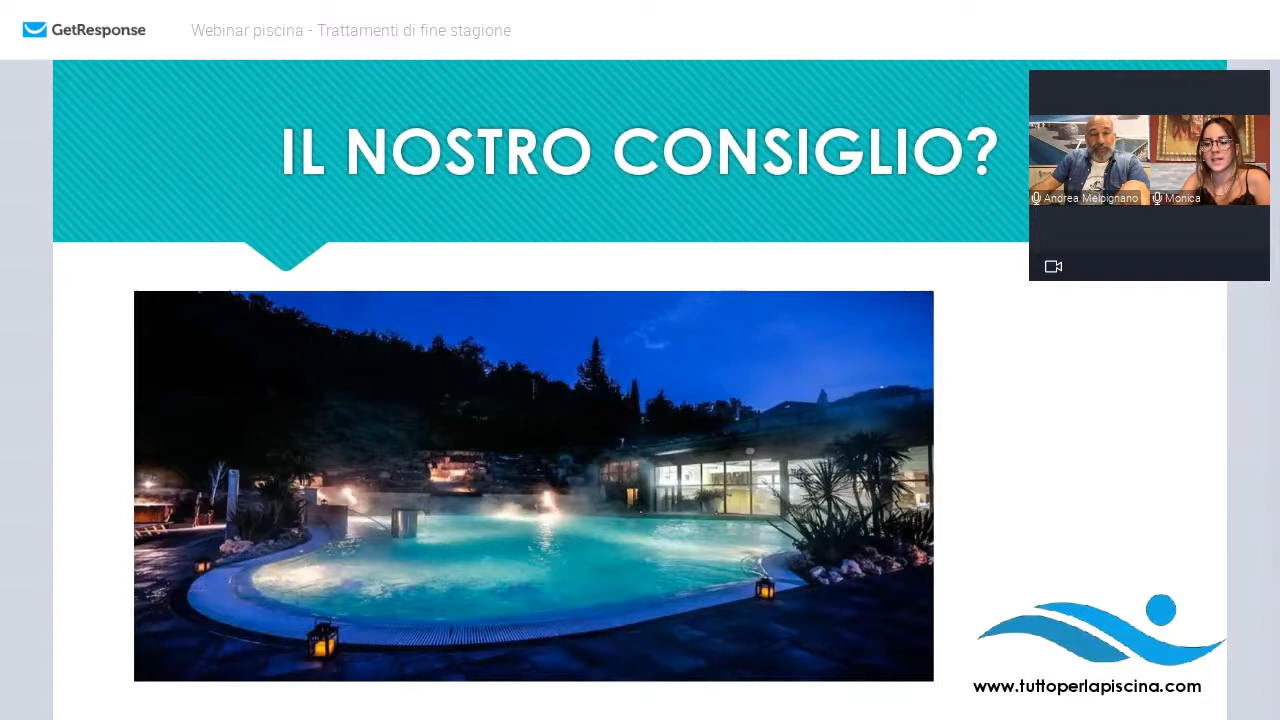 GetResponse
Webinar piscina - Trattamenti di fine stagione
IL NOSTRO CONSIGLIO?
Andrea Melpignano
Monica
www.tuttoperlapiscina.com